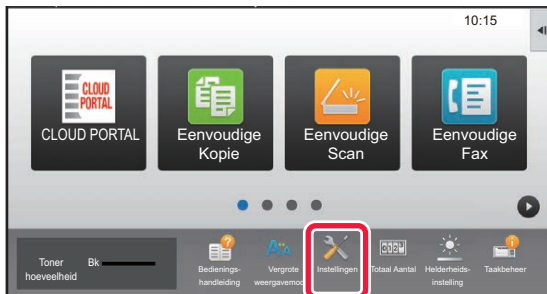 10:15
CLOUD
PORTAL
CLOUD PORTAL
Eenvoudige
Kopie
Eenvoudige
Scan
Eenvoudige
Fax
Toner
hoeveelheid
Bk
Bedienings-
handleiding
Vergrote
weergavemod
Instellingen
Totaal Aantal
Helderheids-
instelling
Taakbeheer